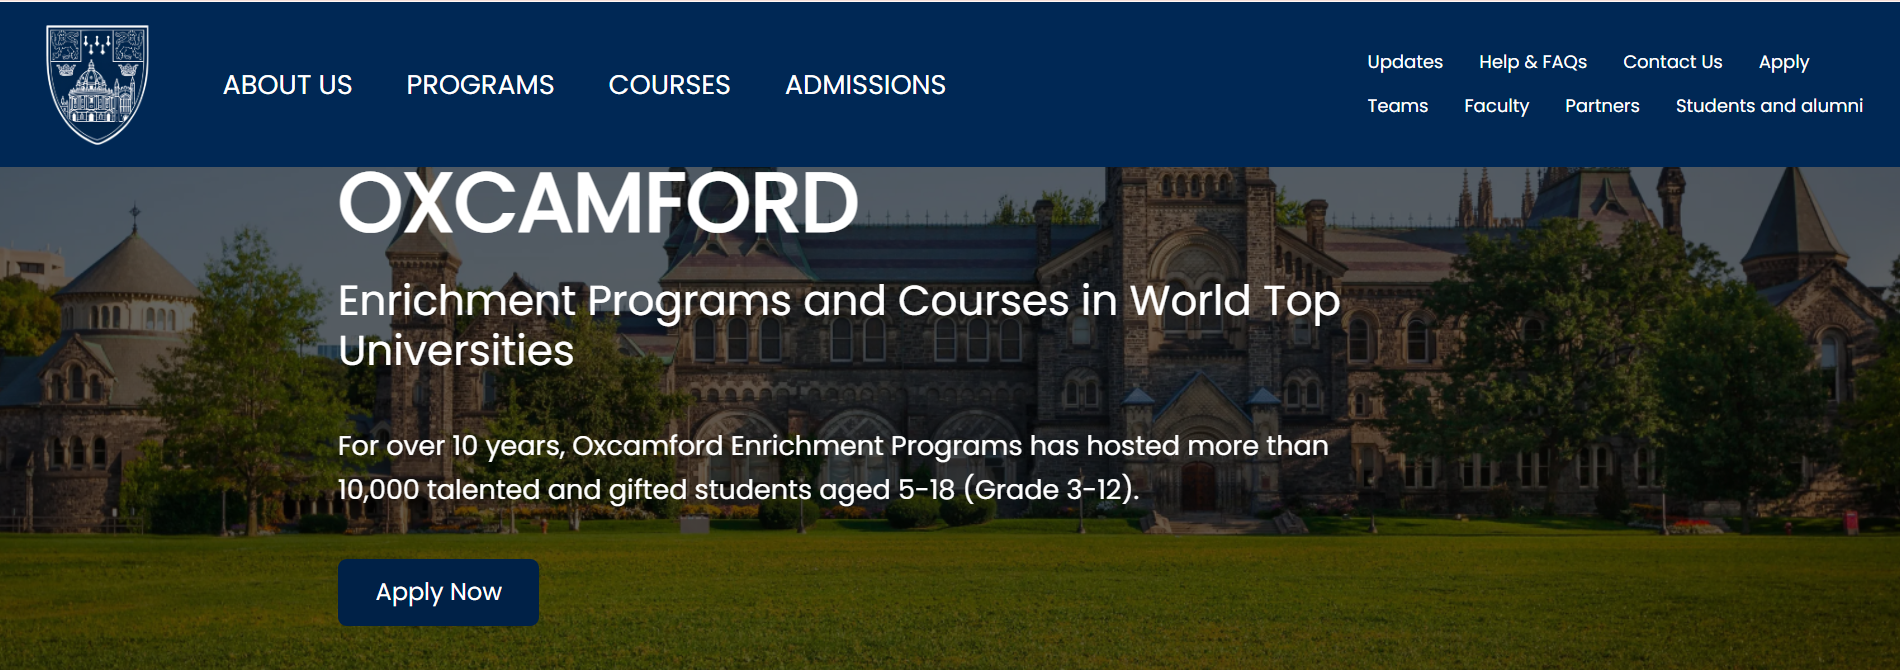 ABOUT US PROGRAMS COURSES ADMISSIONS
Updates Help & FAQs Contact Us Apply
Teams Faculty Partners Students and alumni
OXCAMFORD
Enrichment Programs and Courses in World Top
Universities
For over 10 years, Oxcamford Enrichment Programs has hosted more than
10,000 talented and gifted students aged 5-18 (Grade 3-12).
Apply Now